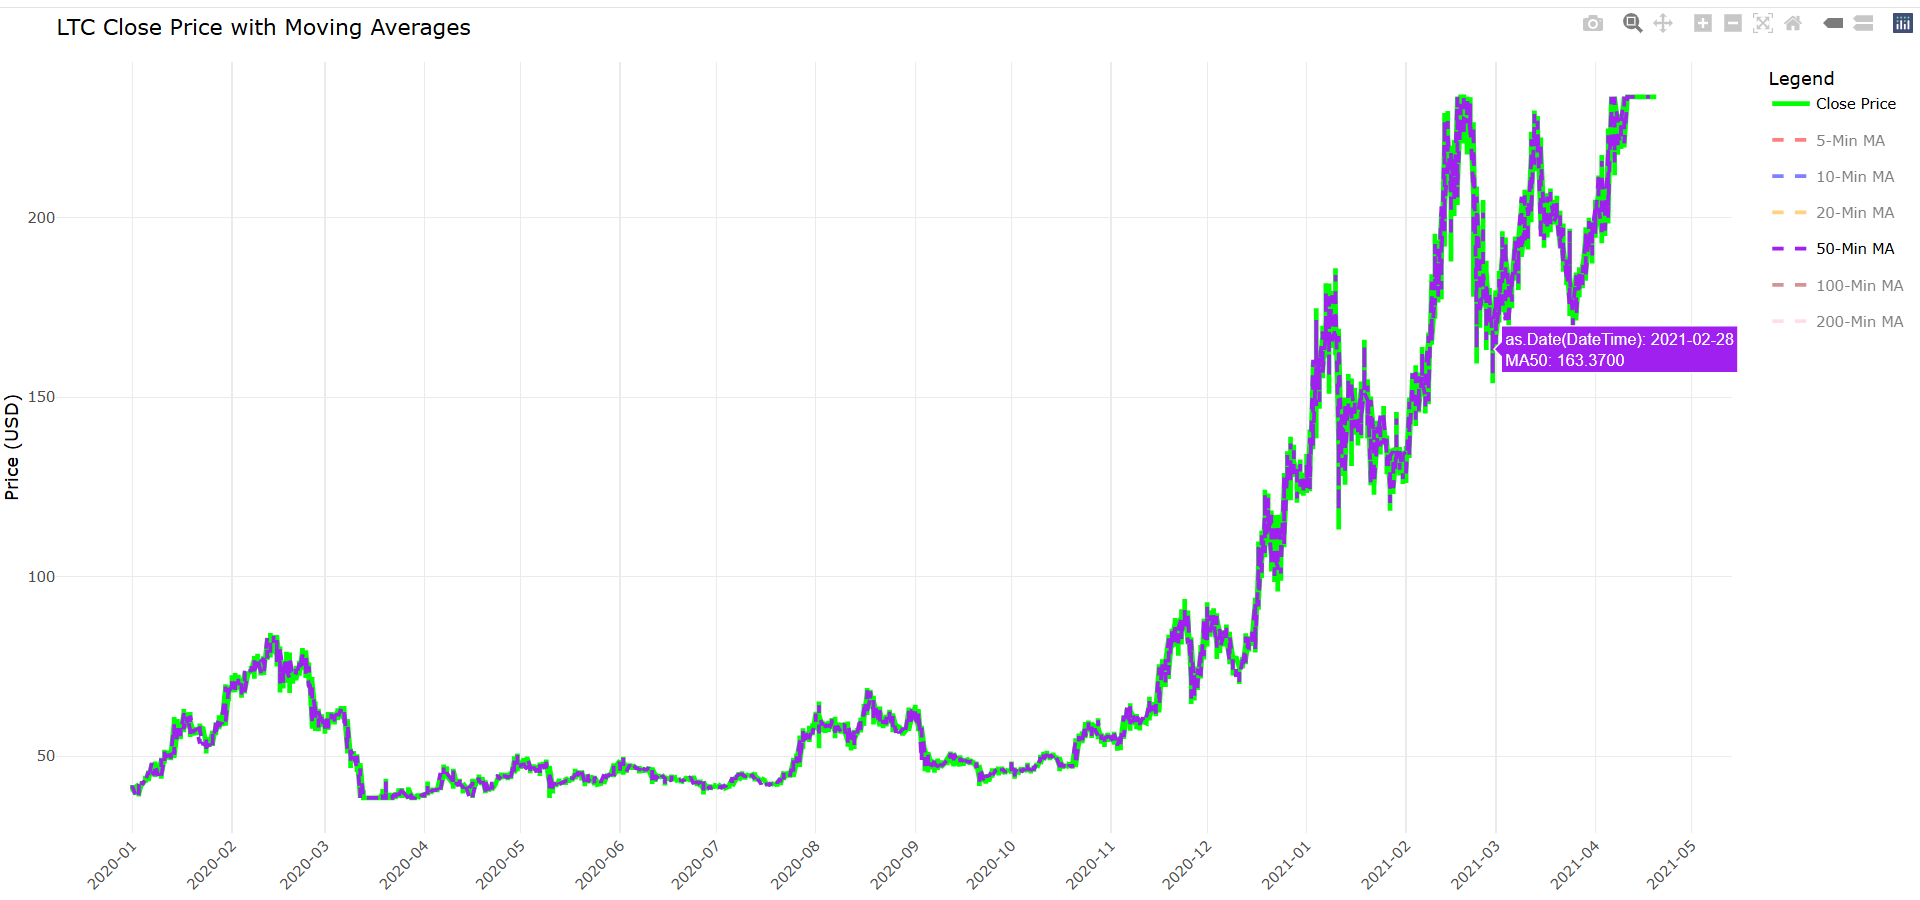 LTC Close Price with Moving Averages
Legend
Close Price
5-Min MA
10-Min MA
20-Min MA
50-Min MA
100-Min MA
200-Min MA
Price (USD)
200
150
100
50
as.Date(DateTime): 2021-02-28
MA50: 163.3700
2020-01
2020-02
2020-03
2020-04
2020-05
2020-06
2020-07
2020-08
2020-09
2020-10
2020-11
2020-12
2021-01
2021-02
2021-03
2021-04
2021-05